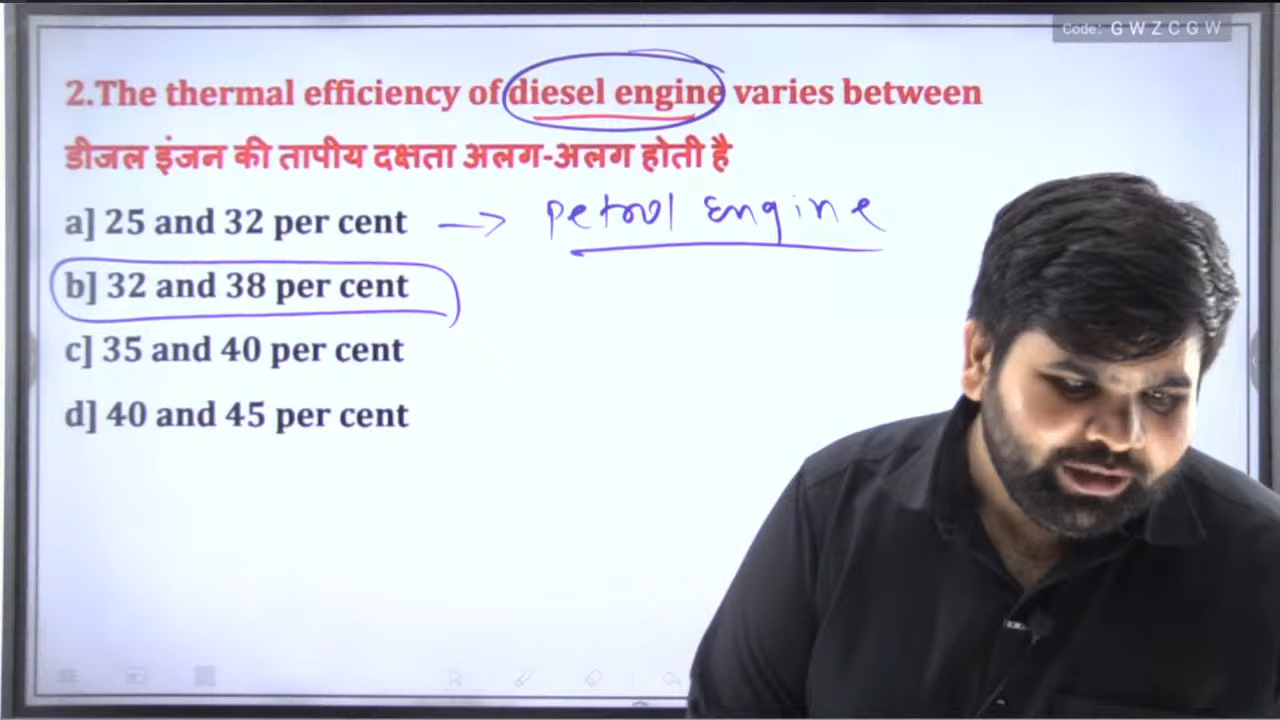 Code: G W Z C G W
2.The thermal efficiency of diesel engine varies between
डीजल इंजन की तापीय दक्षता अलग-अलग होती है
a] 25 and 32 per cent → Petrol Engine
b] 32 and 38 per cent
c] 35 and 40 per cent
d] 40 and 45 per cent